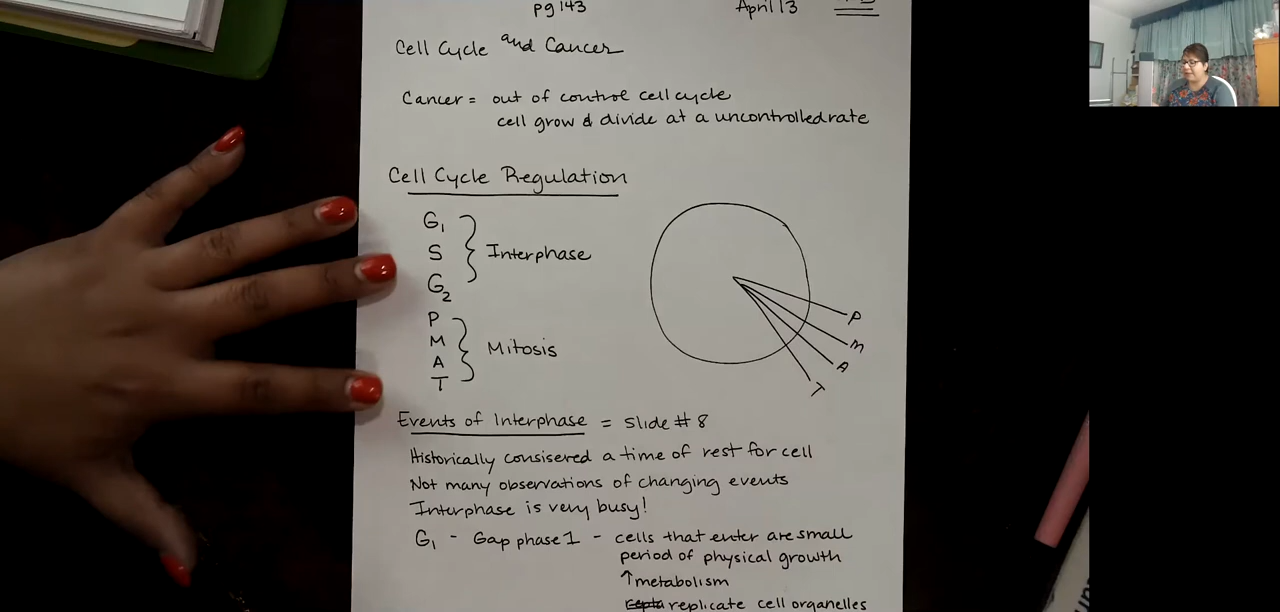 pg 143 April 13
Cell Cycle and Cancer
Cancer = out of control cell cycle
cell grow & divide at a uncontrolled rate
Cell Cycle Regulation
G1
S
G2
} Interphase
P
M
A
T
} Mitosis
P
M
A
T
Events of Interphase = Slide # 8
Historically consisered a time of rest for cell
Not many observations of changing events
Interphase is very busy!
G1 - Gap phase 1 - cells that enter are small
period of physical growth
↑ metabolism
replicate cell organelles